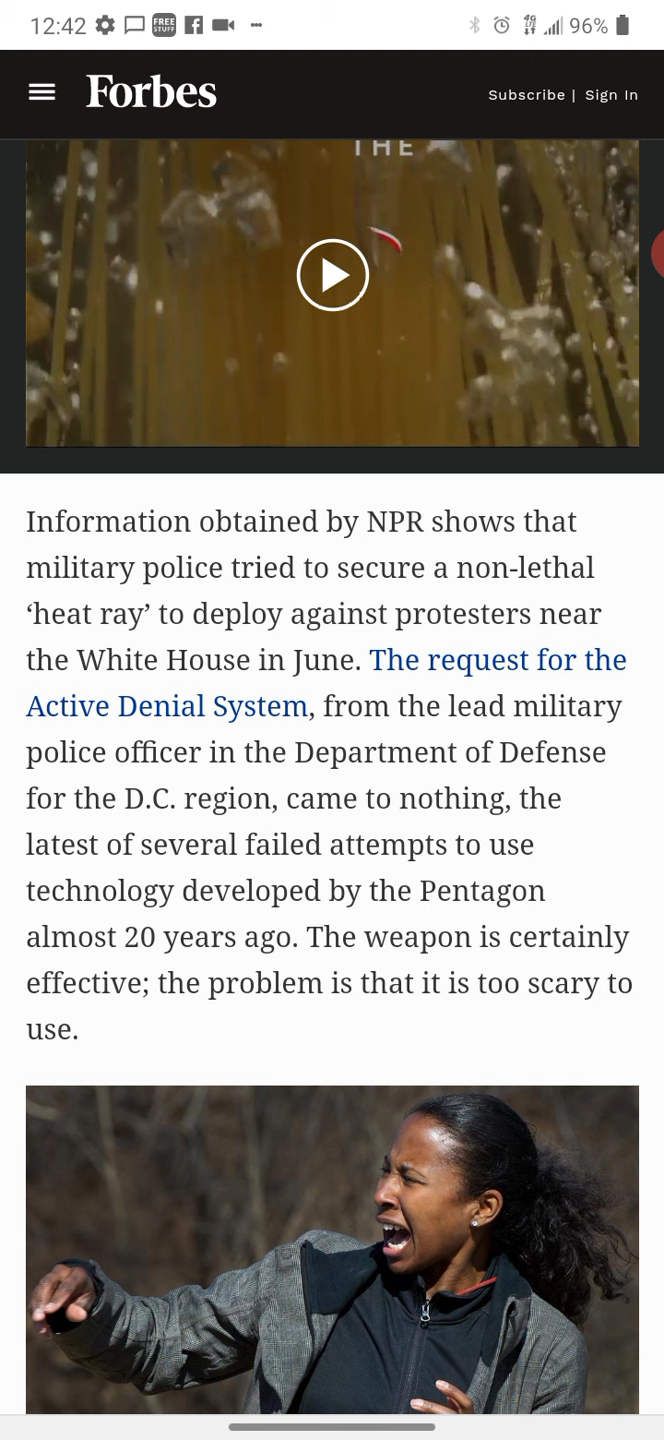 12:42 FREE STUFF 4G 96%
Forbes Subscribe | Sign In
THE
Information obtained by NPR shows that
military police tried to secure a non-lethal
‘heat ray’ to deploy against protesters near
the White House in June. The request for the
Active Denial System, from the lead military
police officer in the Department of Defense
for the D.C. region, came to nothing, the
latest of several failed attempts to use
technology developed by the Pentagon
almost 20 years ago. The weapon is certainly
effective; the problem is that it is too scary to
use.